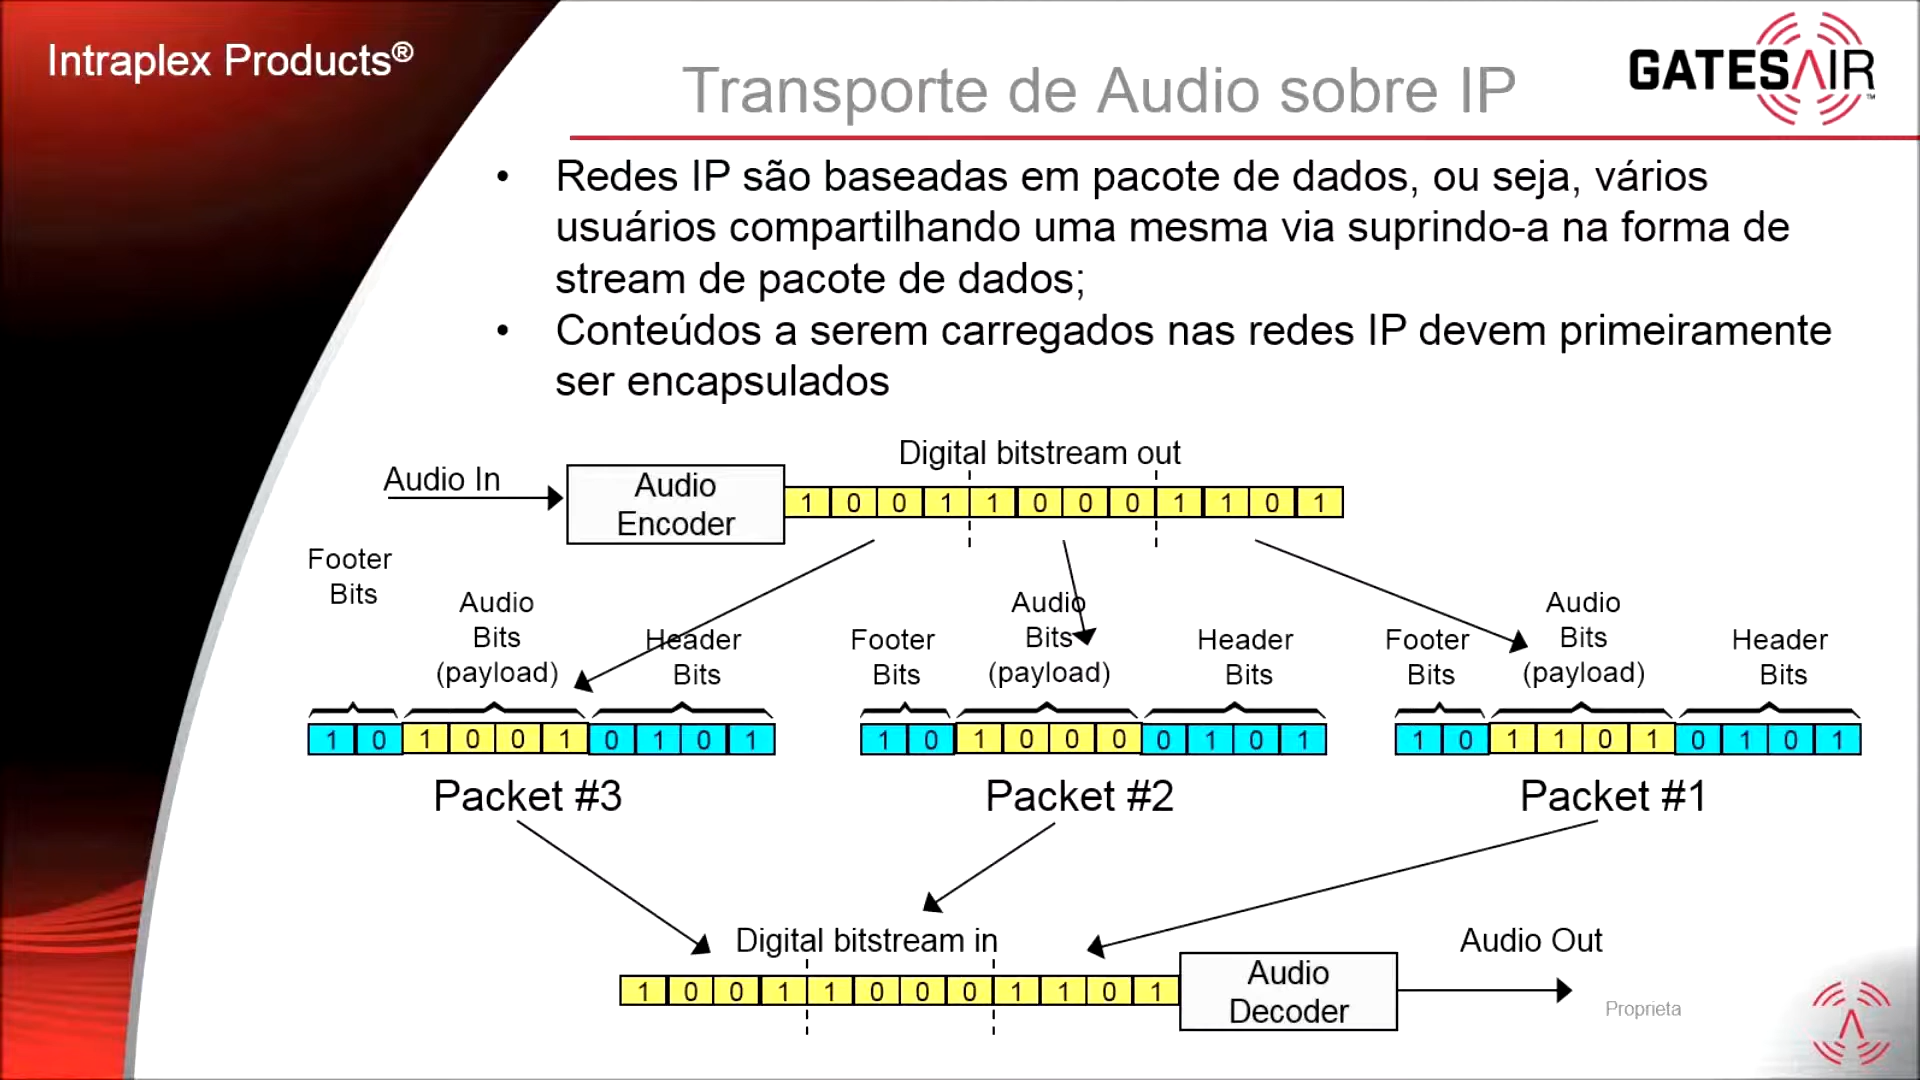 Intraplex Products®
GATESAIR™
Transporte de Audio sobre IP
• Redes IP são baseadas em pacote de dados, ou seja, vários
usuários compartilhando uma mesma via suprindo-a na forma de
stream de pacote de dados;
• Conteúdos a serem carregados nas redes IP devem primeiramente
ser encapsulados
Digital bitstream out
Audio In
Audio
Encoder
1 0 0 1 1 0 0 0 1 1 0 1
Footer
Bits
Audio
Bits
(payload)
Header
Bits
Footer
Bits
Audio
Bits
(payload)
Header
Bits
Footer
Bits
Audio
Bits
(payload)
Header
Bits
1 0 1 0 0 1 0 1 0 1
1 0 1 0 0 0 0 1 0 1
1 0 1 1 0 1 0 1 0 1
Packet #3
Packet #2
Packet #1
Digital bitstream in
Audio Out
1 0 0 1 1 0 0 0 1 1 0 1
Audio
Decoder
Proprieta